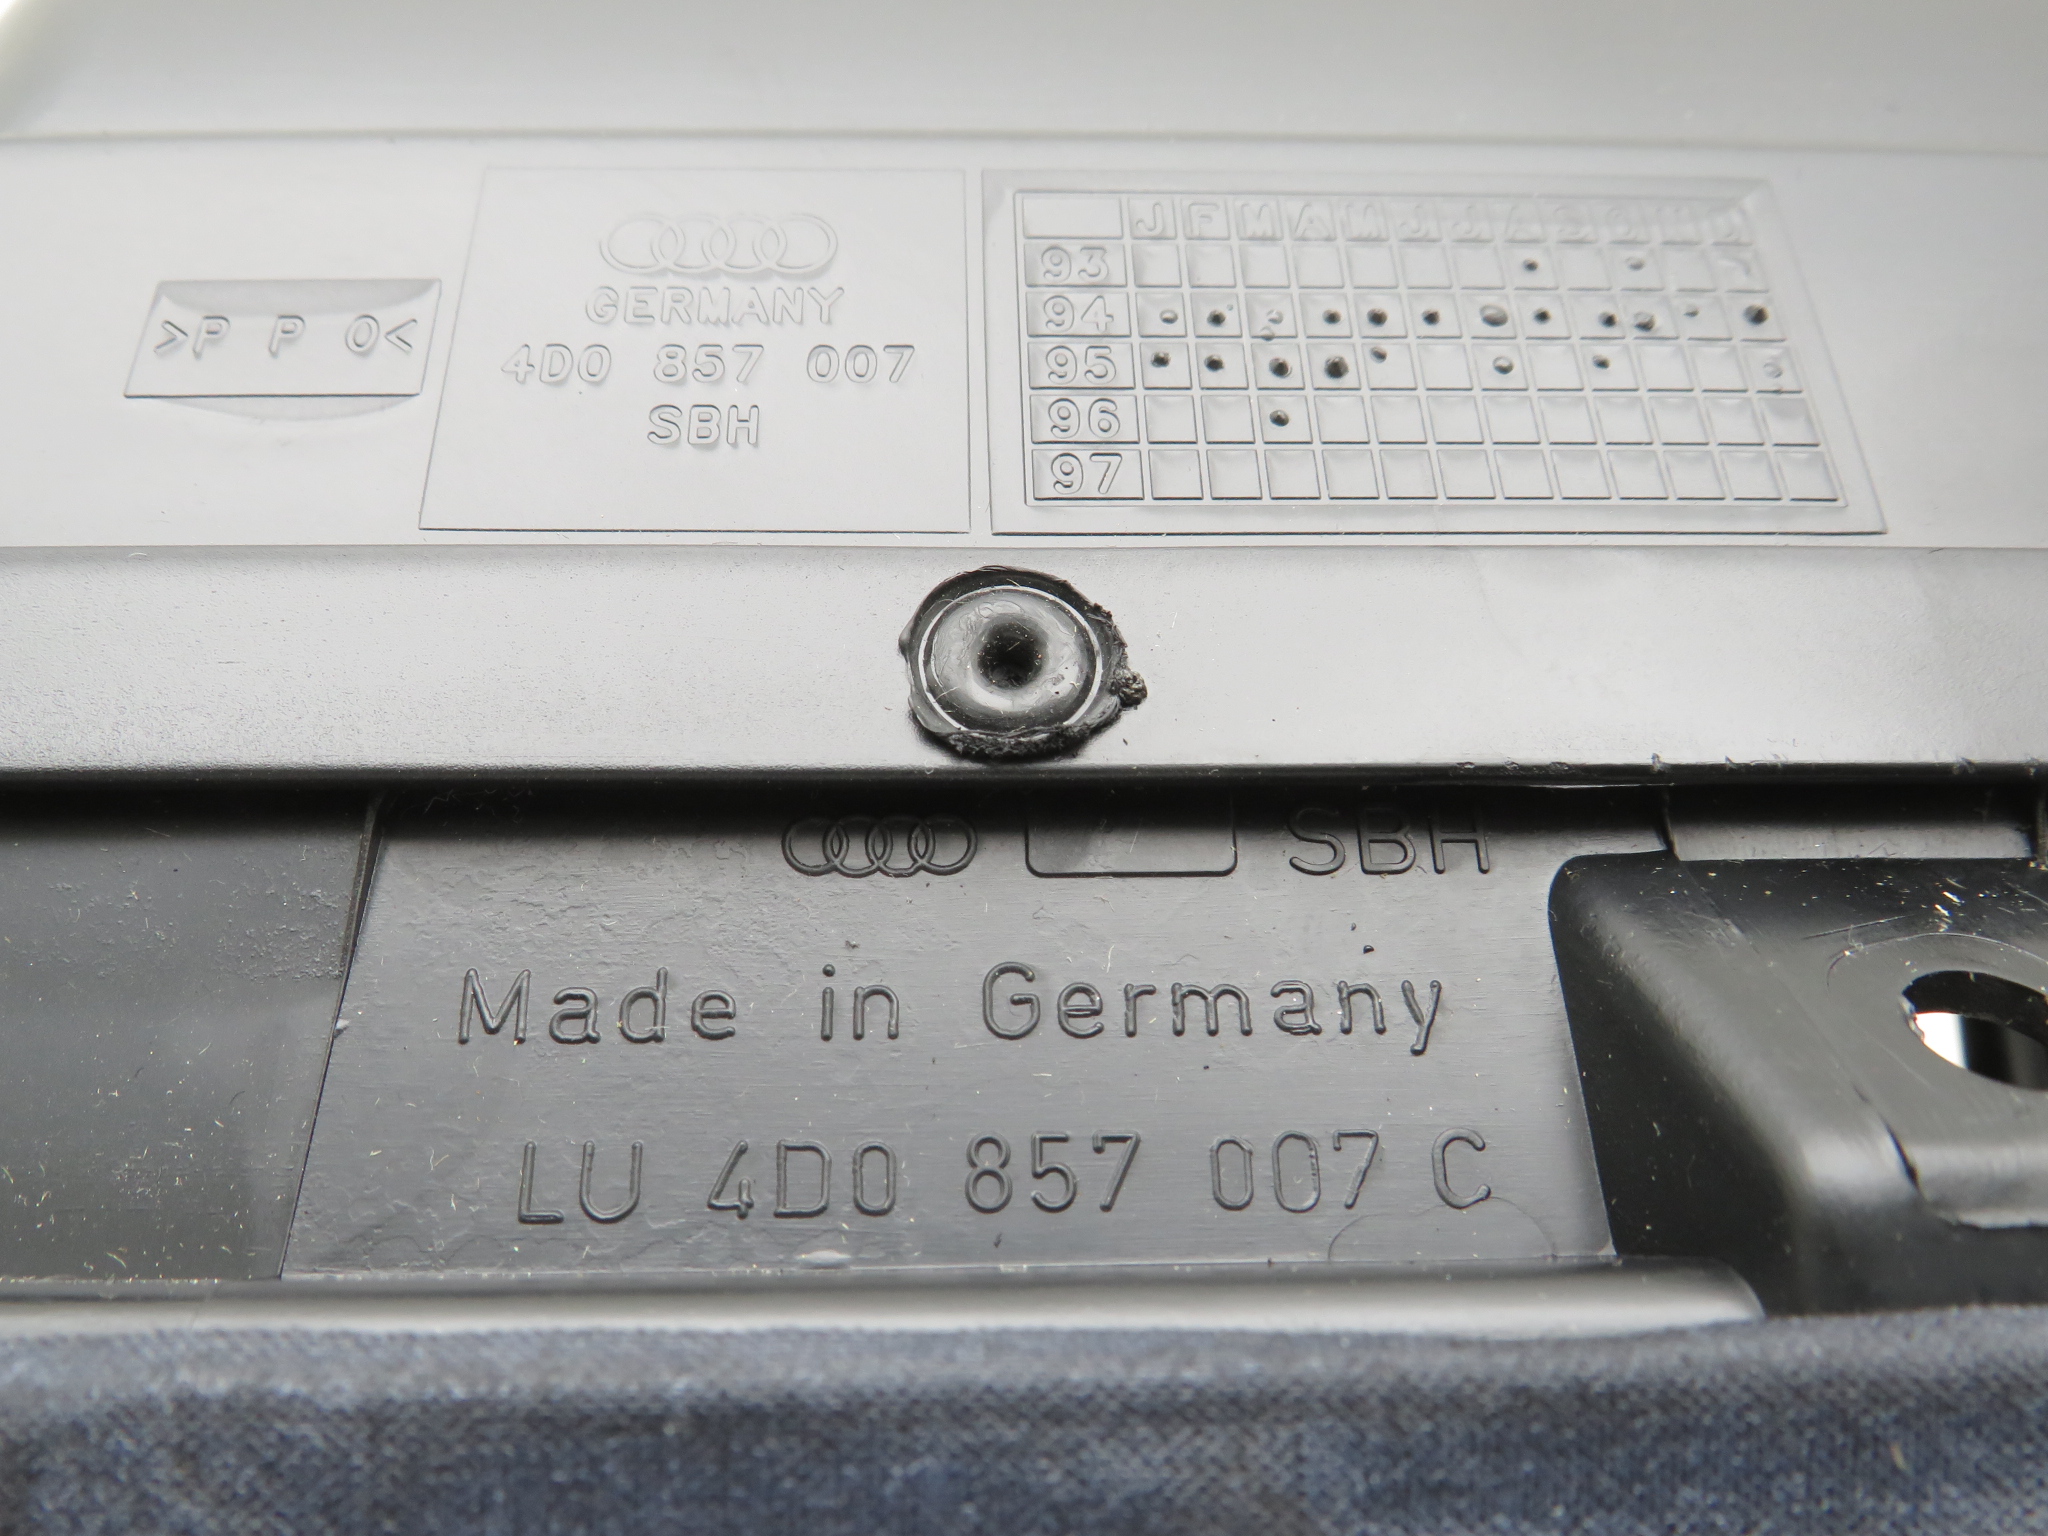 >P P O<
GERMANY
4D0 857 007
SBH
J F M A M J J A S O N D
93
94
95
96
97
SBH
Made in Germany
LU 4D0 857 007 C